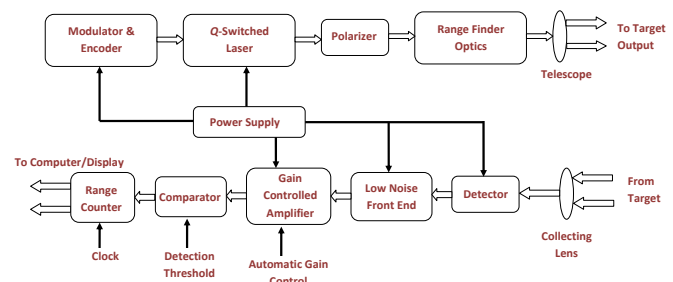 Modulator
& Encoder
Q-Switched
Laser
Polarizer
Range Finder
Optics
To Target
Output
Telescope
Power Supply
To Computer/Display
Range
Counter
Comparator
Gain
Controlled
Amplifier
Low Noise
Front End
Detector
From
Target
Clock
Detection
Threshold
Automatic Gain
Control
Collecting
Lens